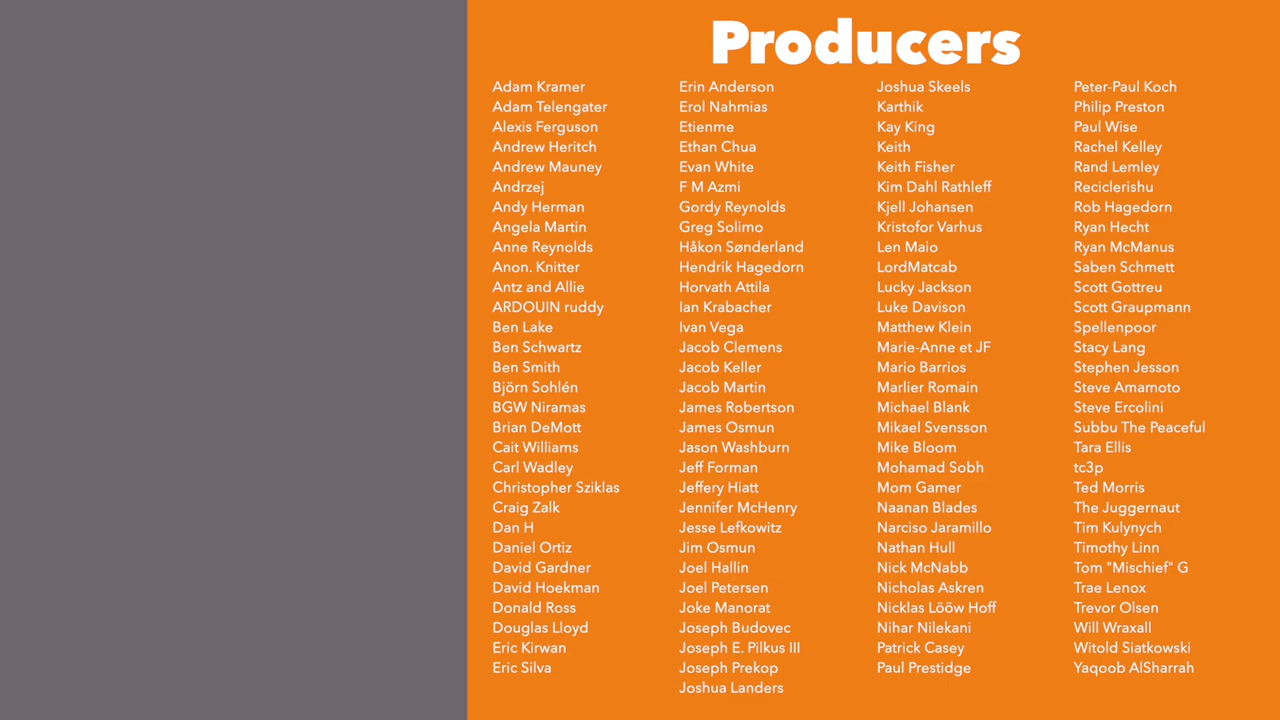 Producers
Adam Kramer
Adam Telengater
Alexis Ferguson
Andrew Heritch
Andrew Mauney
Andrzej
Andy Herman
Angela Martin
Anne Reynolds
Anon. Knitter
Antz and Allie
ARDOUIN ruddy
Ben Lake
Ben Schwartz
Ben Smith
Björn Sohlén
BGW Niramas
Brian DeMott
Cait Williams
Carl Wadley
Christopher Sziklas
Craig Zalk
Dan H
Daniel Ortiz
David Gardner
David Hoekman
Donald Ross
Douglas Lloyd
Eric Kirwan
Eric Silva
Erin Anderson
Erol Nahmias
Etienme
Ethan Chua
Evan White
F M Azmi
Gordy Reynolds
Greg Solimo
Håkon Sønderland
Hendrik Hagedorn
Horvath Attila
Ian Krabacher
Ivan Vega
Jacob Clemens
Jacob Keller
Jacob Martin
James Robertson
James Osmun
Jason Washburn
Jeff Forman
Jeffery Hiatt
Jennifer McHenry
Jesse Lefkowitz
Jim Osmun
Joel Hallin
Joel Petersen
Joke Manorat
Joseph Budovec
Joseph E. Pilkus III
Joseph Prekop
Joshua Landers
Joshua Skeels
Karthik
Kay King
Keith
Keith Fisher
Kim Dahl Rathleff
Kjell Johansen
Kristofor Varhus
Len Maio
LordMatcab
Lucky Jackson
Luke Davison
Matthew Klein
Marie-Anne et JF
Mario Barrios
Marlier Romain
Michael Blank
Mikael Svensson
Mike Bloom
Mohamad Sobh
Mom Gamer
Naanan Blades
Narciso Jaramillo
Nathan Hull
Nick McNabb
Nicholas Askren
Nicklas Lööw Hoff
Nihar Nilekani
Patrick Casey
Paul Prestidge
Peter-Paul Koch
Philip Preston
Paul Wise
Rachel Kelley
Rand Lemley
Reciclerishu
Rob Hagedorn
Ryan Hecht
Ryan McManus
Saben Schmett
Scott Gottreu
Scott Graupmann
Spellenpoor
Stacy Lang
Stephen Jesson
Steve Amamoto
Steve Ercolini
Subbu The Peaceful
Tara Ellis
tc3p
Ted Morris
The Juggernaut
Tim Kulynych
Timothy Linn
Tom "Mischief" G
Trae Lenox
Trevor Olsen
Will Wraxall
Witold Siatkowski
Yaqoob AlSharrah